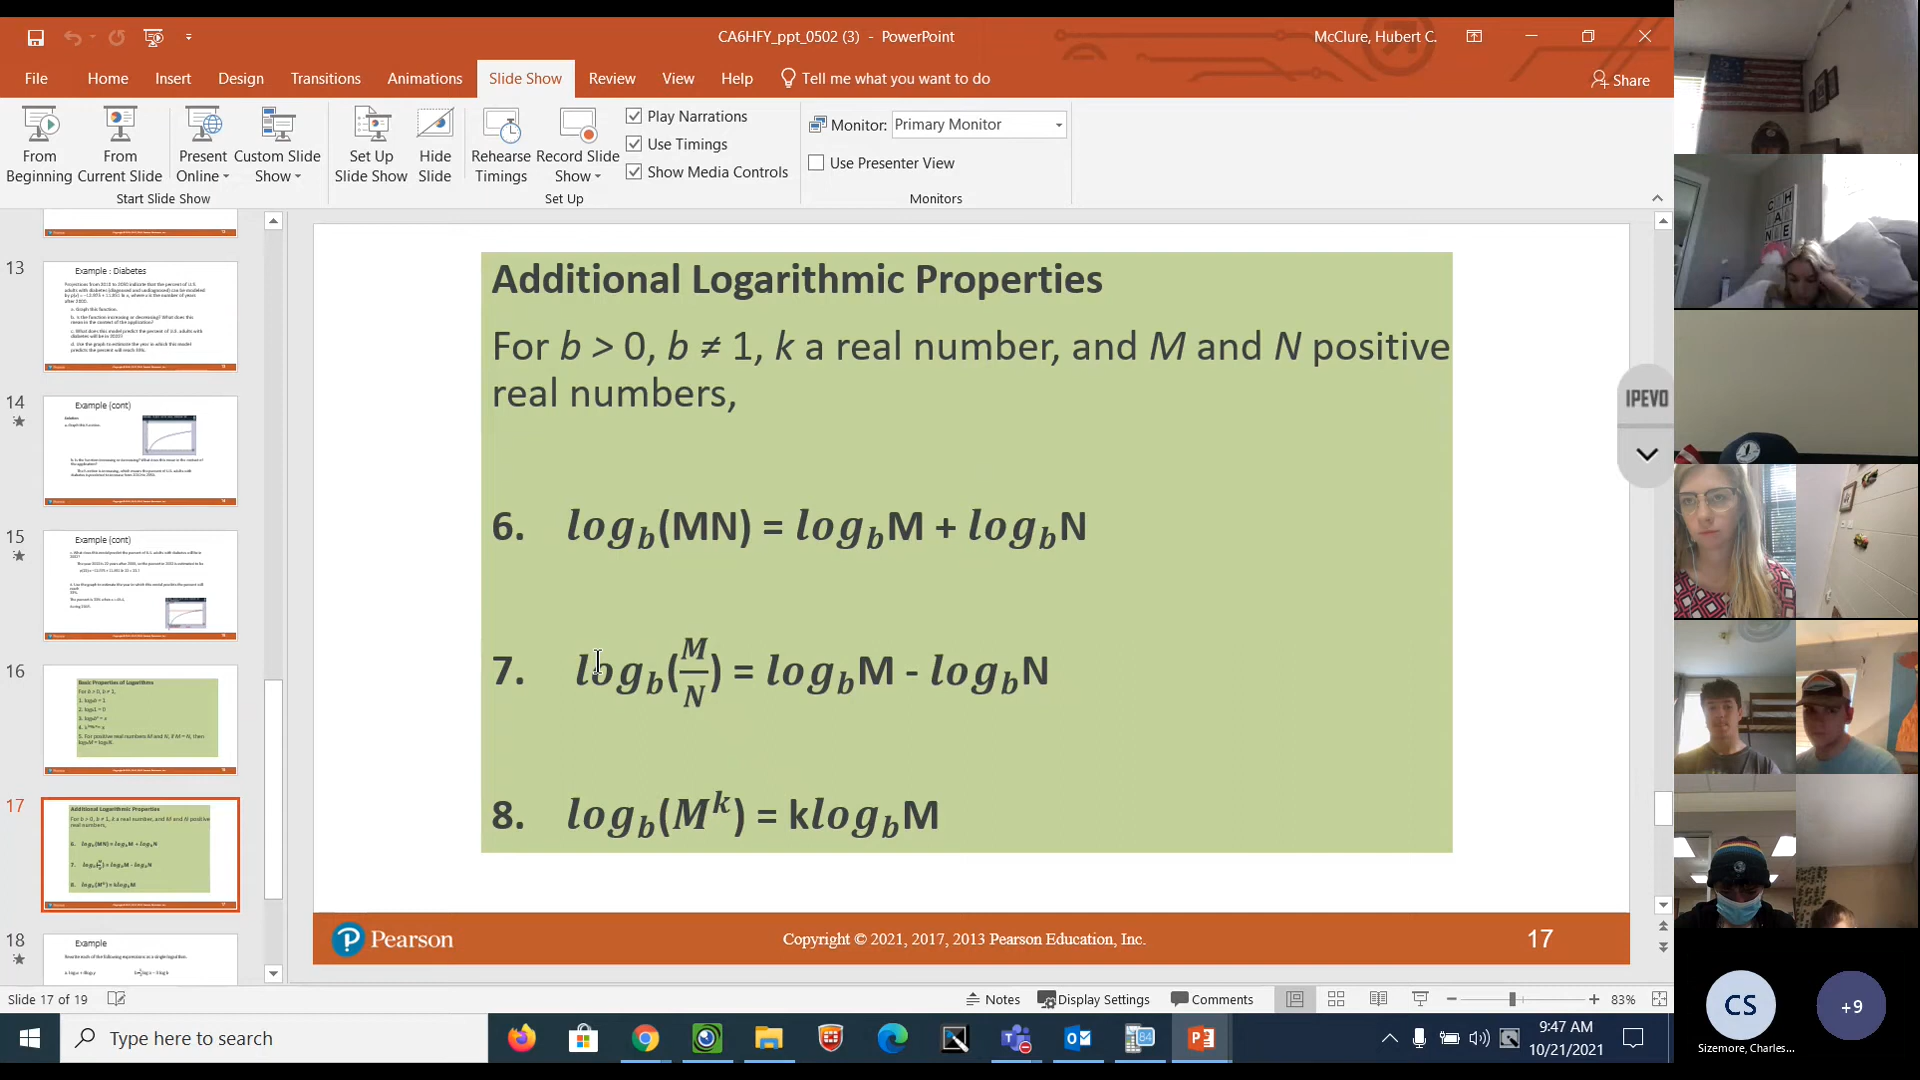 CA6HFY_ppt_0502 (3) - PowerPoint
McClure, Hubert C.
File Home Insert Design Transitions Animations Slide Show Review View Help Tell me what you want to do
Share
From Beginning
From Current Slide
Present Online
Custom Slide Show
Set Up Slide Show
Hide Slide
Rehearse Timings
Record Slide Show
Play Narrations
Use Timings
Show Media Controls
Monitor: Primary Monitor
Use Presenter View
Start Slide Show
Set Up
Monitors
13
Example : Diabetes
a. Graph this function.
14
Example (cont)
15
Example (cont)
16
Basic Properties of Logarithms
17
Additional Logarithmic Properties
18
Example
Additional Logarithmic Properties
For b > 0, b ≠ 1, k a real number, and M and N positive
real numbers,
6. log_b(MN) = log_bM + log_bN
7. log_b(M/N) = log_bM - log_bN
8. log_b(M^k) = klog_bM
IPEVO
Pearson
Copyright © 2021, 2017, 2013 Pearson Education, Inc.
17
Slide 17 of 19
Notes
Display Settings
Comments
83%
Type here to search
84
9:47 AM
10/21/2021
CHANE
CS
Sizemore, Charles...
+9